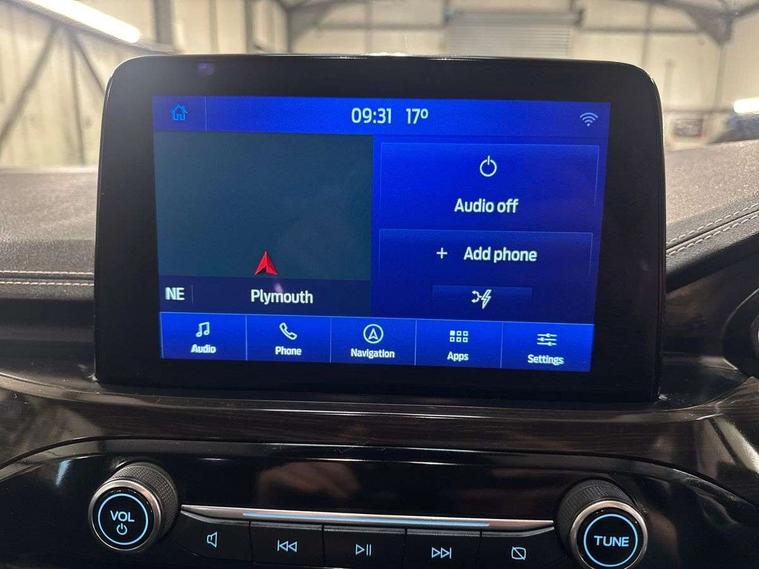 09:31 17º
Audio off
+ Add phone
NE Plymouth
Audio Phone Navigation Apps Settings
VOL TUNE